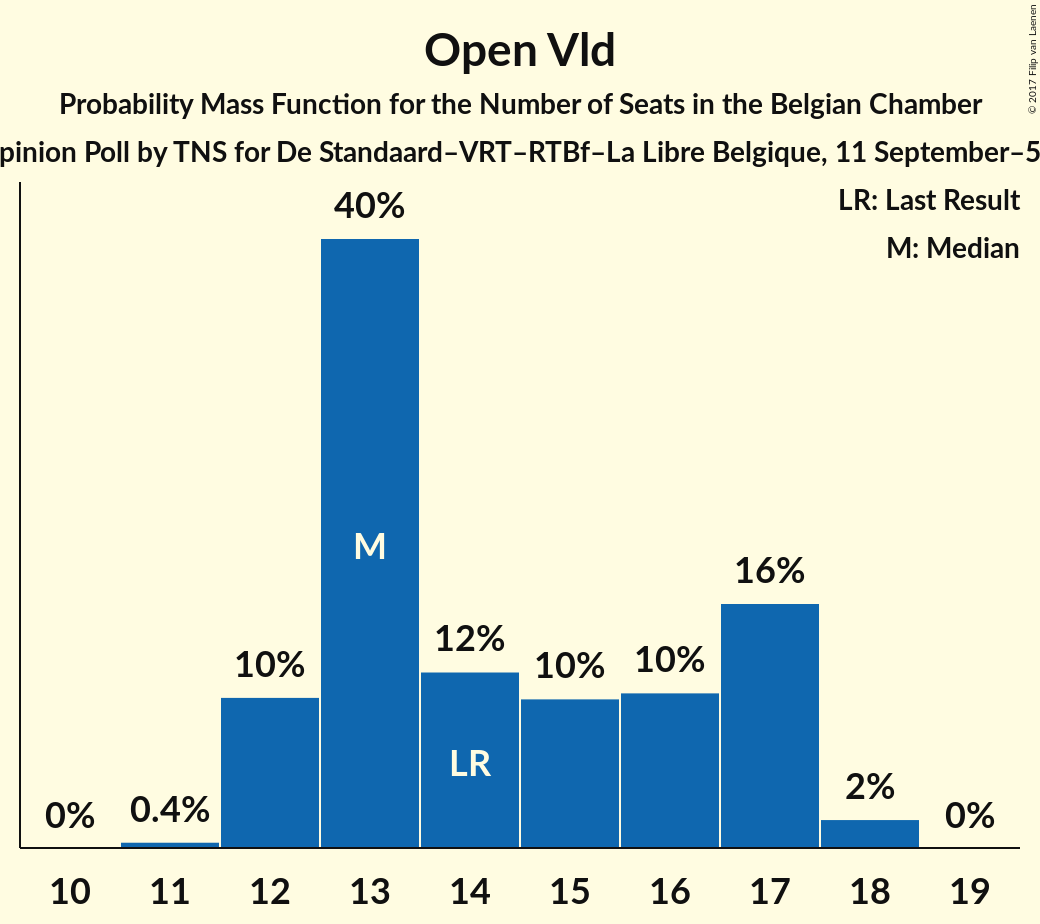 Open Vld
Probability Mass Function for the Number of Seats in the Belgian Chamber
pinion Poll by TNS for De Standaard–VRT–RTBf–La Libre Belgique, 11 September–5
LR: Last Result
M: Median
40%
M
16%
12%
10%
10%
10%
LR
2%
0.4%
0%
0%
10 11 12 13 14 15 16 17 18 19
© 2017 Filip van Laenen